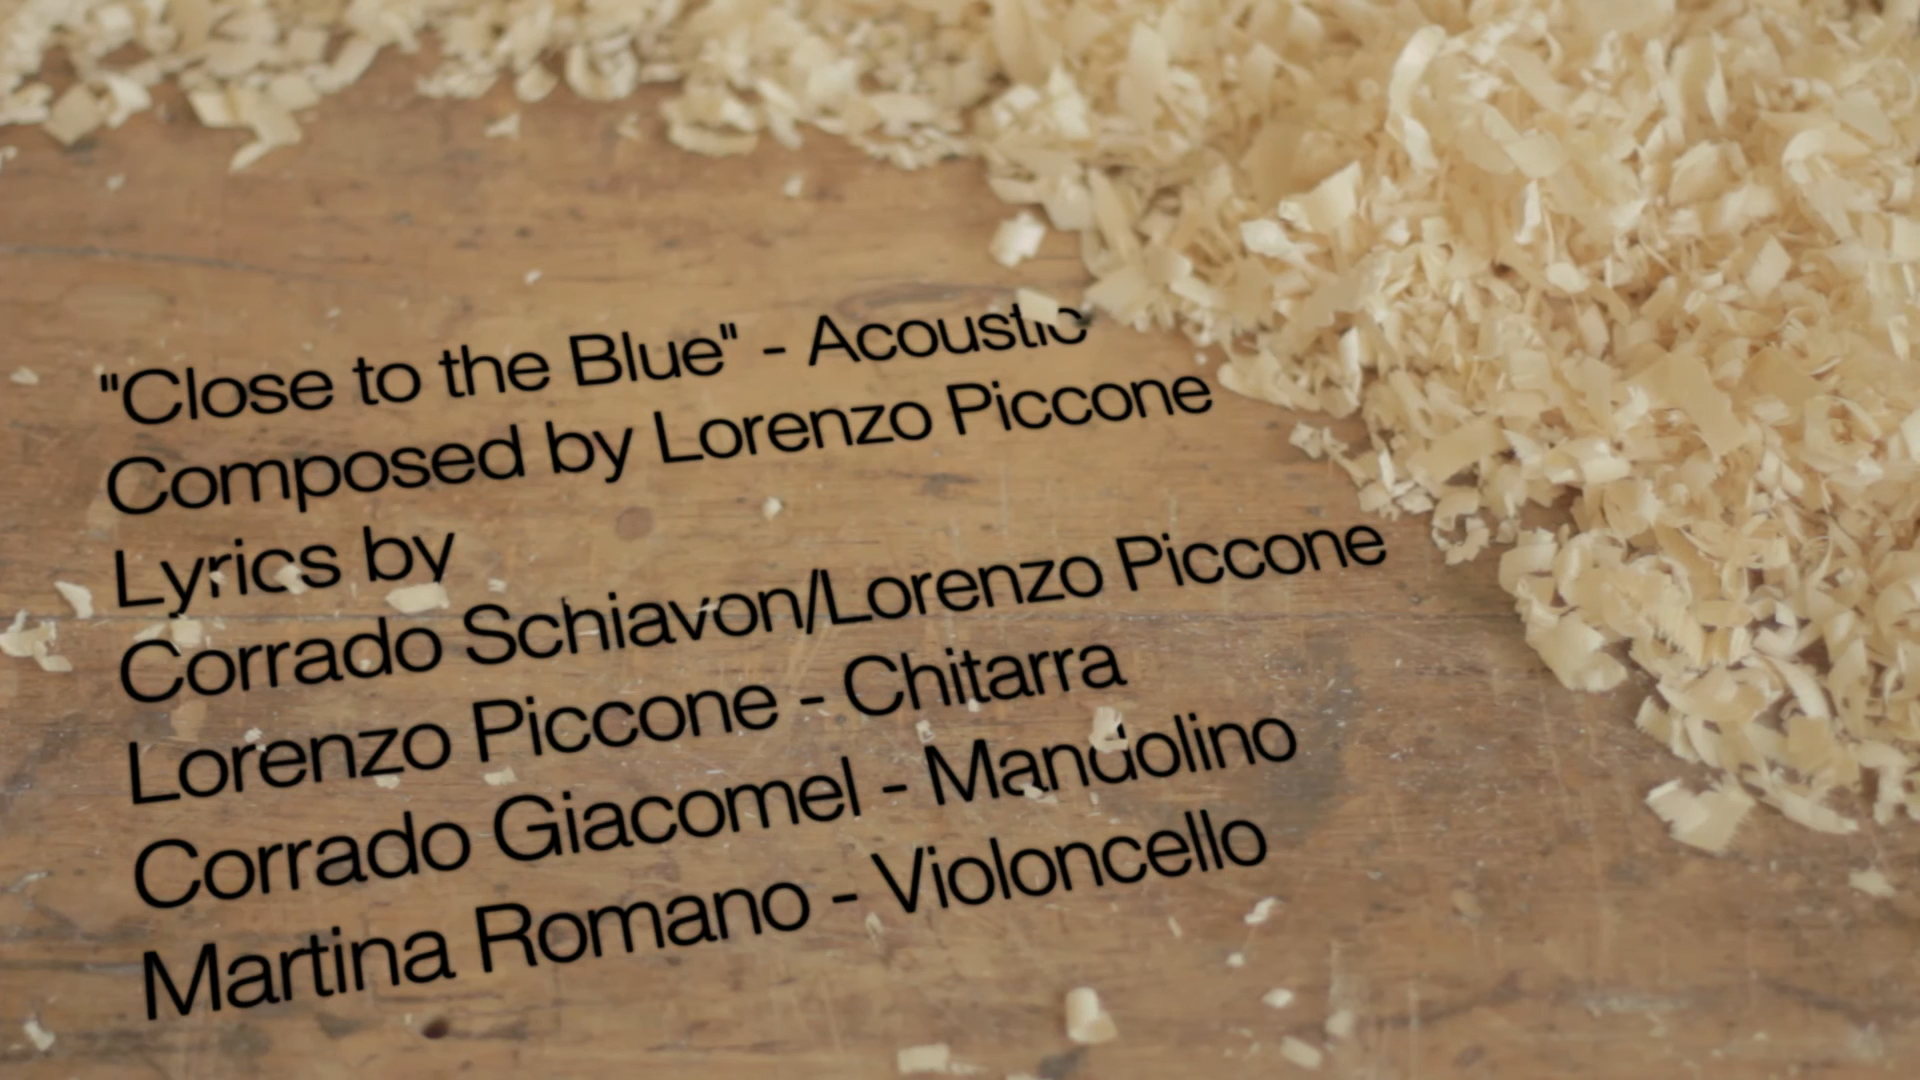 "Close to the Blue" - Acoustic
Composed by Lorenzo Piccone
Lyrics by
Corrado Schiavon/Lorenzo Piccone
Lorenzo Piccone - Chitarra
Corrado Giacomel - Mandolino
Martina Romano - Violoncello